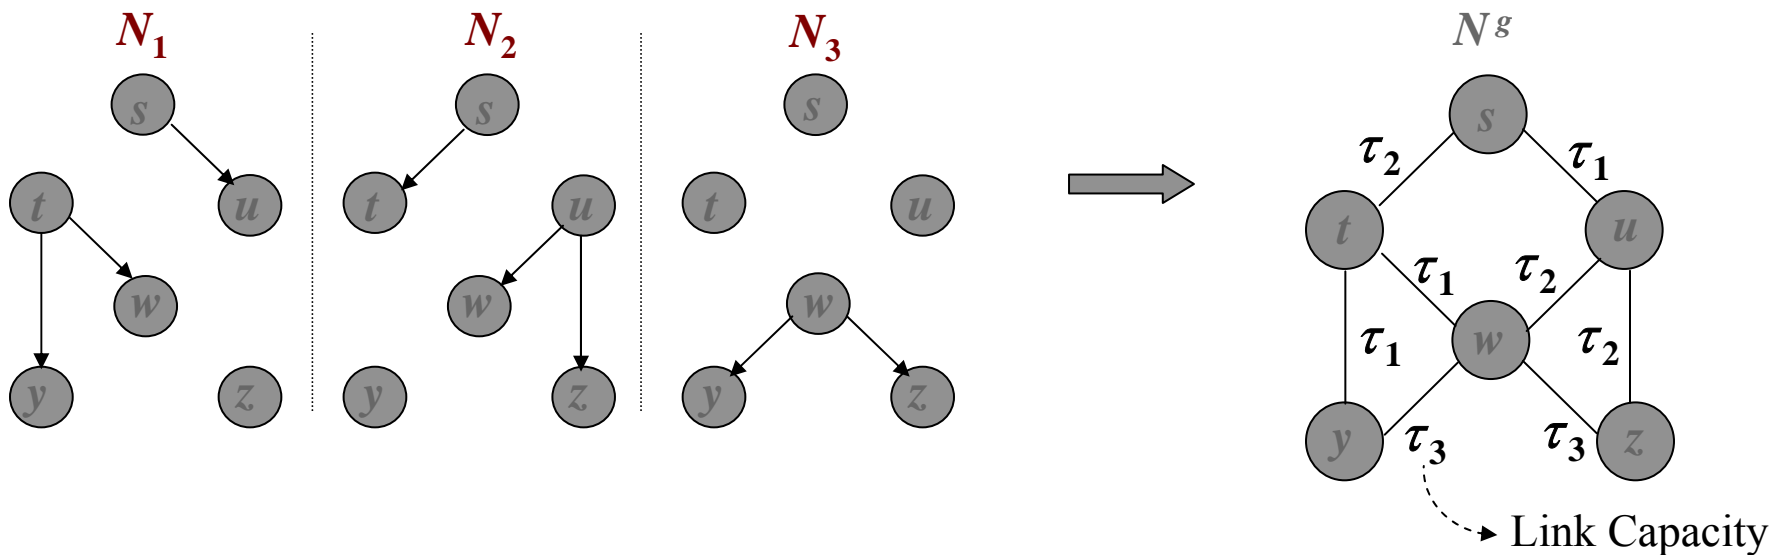 N₁
s
t
u
w
y
z
N₂
s
t
u
w
y
z
N₃
s
t
u
w
y
z
Nᵍ
s
τ₂
τ₁
t
u
τ₁
τ₂
w
τ₁
τ₂
y
τ₃
τ₃
z
Link Capacity